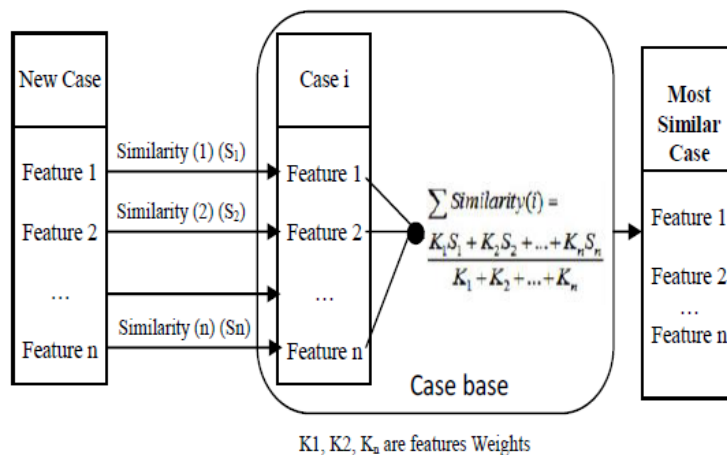 New Case
Feature 1
Feature 2
...
Feature n
Similarity (1) (S₁)
Similarity (2) (S₂)
Similarity (n) (Sn)
Case i
Feature 1
Feature 2
...
Feature n
∑ Similarity(i) =
K₁S₁ + K₂S₂ + ... + KₙSₙ
K₁ + K₂ + ... + Kₙ
Case base
Most
Similar
Case
Feature 1
Feature 2
...
Feature n
K1, K2, Kₙ are features Weights